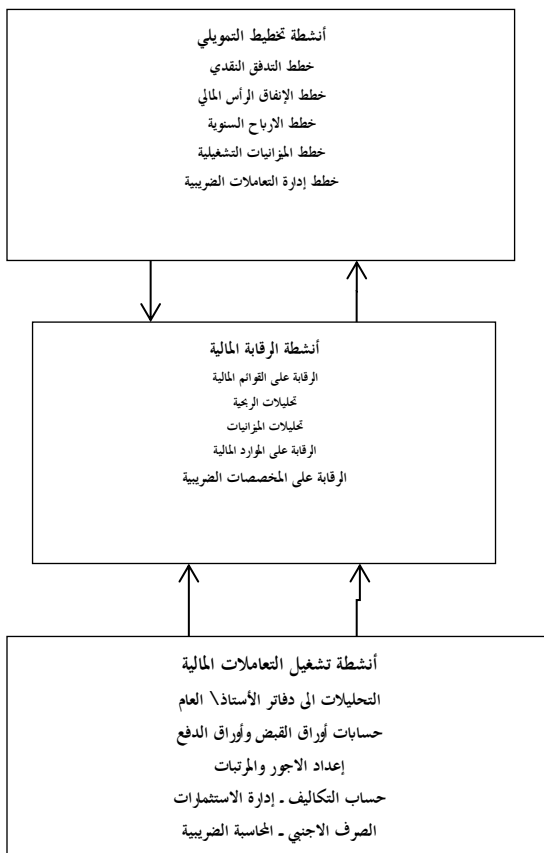 أنشطة تخطيط التمويلي
خطط التدفق النقدي
خطط الإنفاق الرأس المالي
خطط الارباح السنوية
خطط الميزانيات التشغيلية
خطط إدارة التعاملات الضريبية
أنشطة الرقابة المالية
الرقابة على القوائم المالية
تحليلات الربحية
تحليلات الميزانيات
الرقابة على الموارد المالية
الرقابة على المخصصات الضريبية
أنشطة تشغيل التعاملات المالية
التحليلات الى دفاتر الأستاذ\ العام
حسابات أوراق القبض وأوراق الدفع
إعداد الاجور والمرتبات
حساب التكاليف ـ إدارة الاستثمارات
الصرف الاجنبي ـ المحاسبة الضريبية